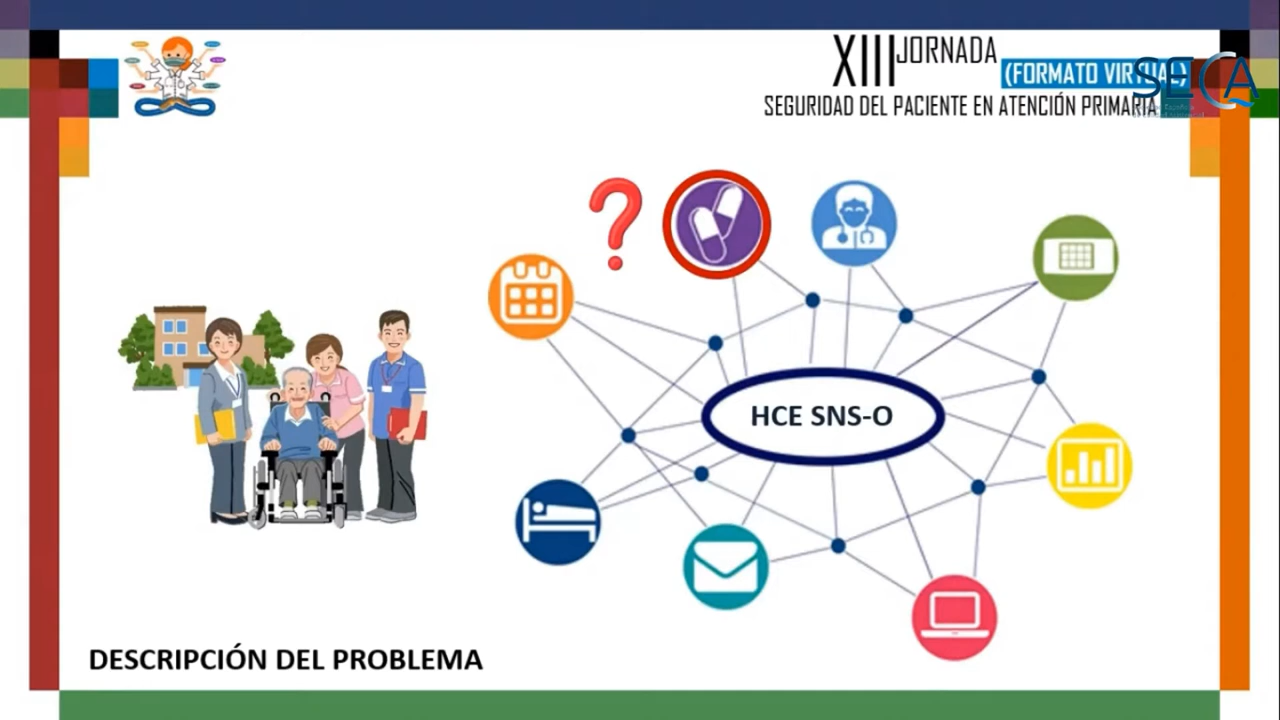 XIII JORNADA (FORMATO VIRTUAL)
SECA
SEGURIDAD DEL PACIENTE EN ATENCIÓN PRIMARIA
HCE SNS-O
DESCRIPCIÓN DEL PROBLEMA